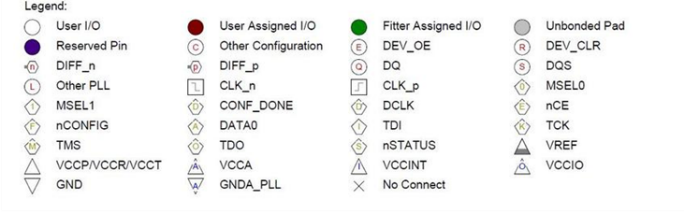 Legend:
User I/O User Assigned I/O Fitter Assigned I/O Unbonded Pad
Reserved Pin C Other Configuration E DEV_OE R DEV_CLR
n DIFF_n p DIFF_p Q DQ S DQS
L Other PLL CLK_n CLK_p 0 MSEL0
1 MSEL1 D CONF_DONE D DCLK E nCE
F nCONFIG A DATA0 I TDI K TCK
M TMS O TDO S nSTATUS VREF
VCCP/VCCR/VCCT A VCCA I VCCINT O VCCIO
GND A GNDA_PLL No Connect